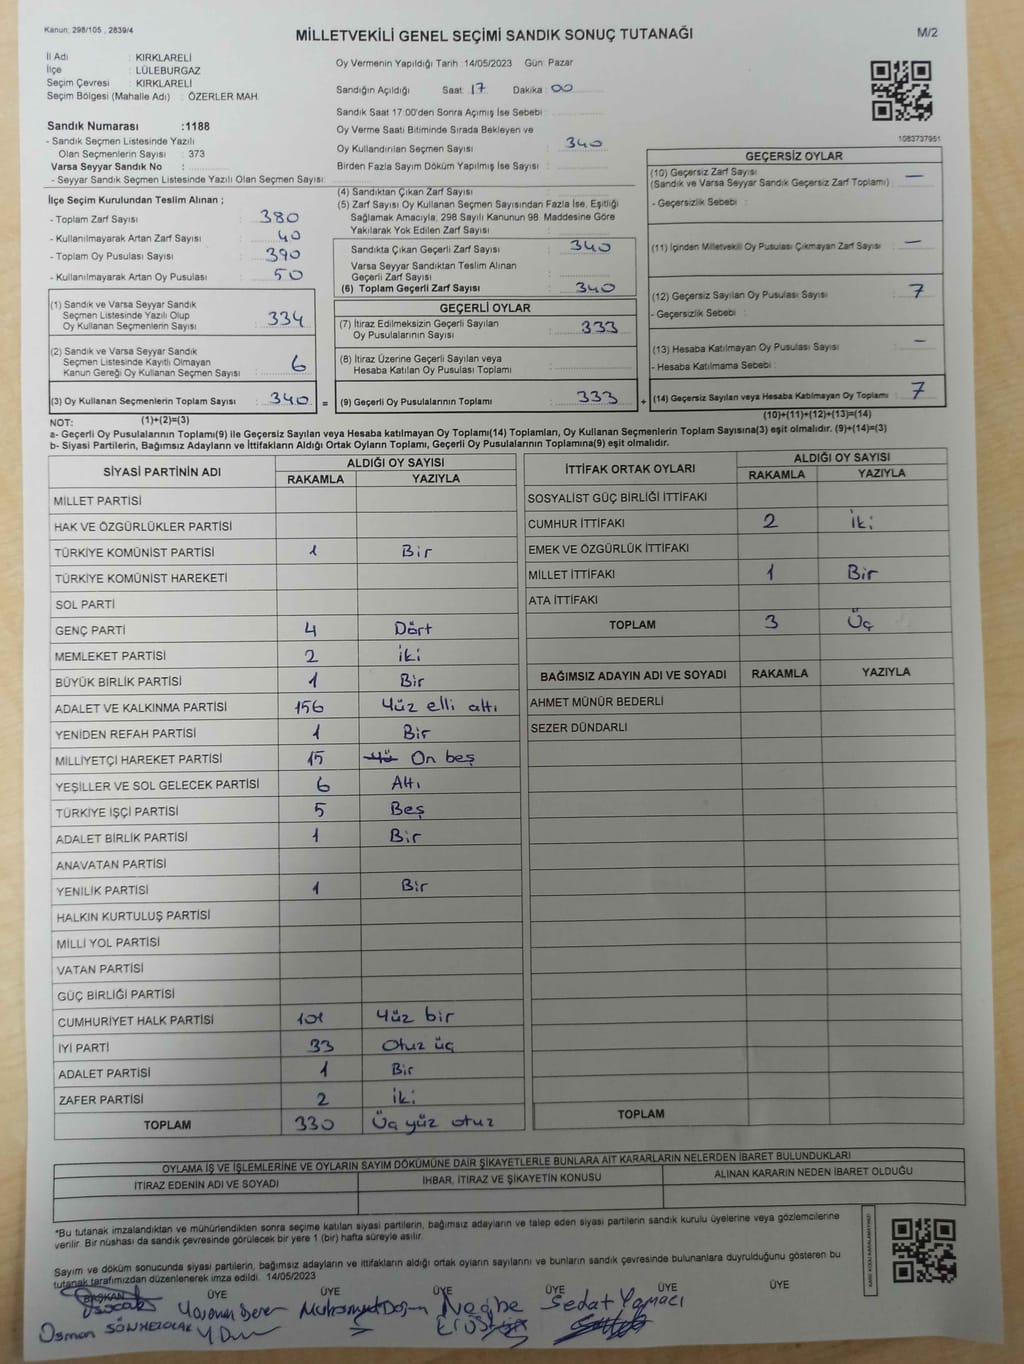 Kanun: 298/105 , 2839/4
MİLLETVEKİLİ GENEL SEÇİMİ SANDIK SONUÇ TUTANAĞI
M/2
İl Adı : KIRKLARELİ
İlçe : LÜLEBURGAZ
Seçim Çevresi : KIRKLARELİ
Seçim Bölgesi (Mahalle Adı) : ÖZERLER MAH.
Sandık Numarası :1188
- Sandık Seçmen Listesinde Yazılı
Olan Seçmenlerin Sayısı : 373
Varsa Seyyar Sandık No :
- Seyyar Sandık Seçmen Listesinde Yazılı Olan Seçmen Sayısı:
Oy Vermenin Yapıldığı Tarih :14/05/2023 Gün: Pazar
Sandığın Açıldığı Saat: 17 Dakika: 00
Sandık Saat 17:00'den Sonra Açımış İse Sebebi :
Oy Verme Saati Bitiminde Sırada Bekleyen ve
Oy Kullandırılan Seçmen Sayısı : 340
Birden Fazla Sayım Döküm Yapılmış İse Sayısı :
1083737951
İlçe Seçim Kurulundan Teslim Alınan ;
- Toplam Zarf Sayısı : 380
- Kullanılmayarak Artan Zarf Sayısı : 40
- Toplam Oy Pusulası Sayısı : 390
- Kullanılmayarak Artan Oy Pusulası : 50
(1) Sandık ve Varsa Seyyar Sandık
Seçmen Listesinde Yazılı Olup
Oy Kullanan Seçmenlerin Sayısı : 334
(2) Sandık ve Varsa Seyyar Sandık
Seçmen Listesinde Kayıtlı Olmayan
Kanun Gereği Oy Kullanan Seçmen Sayısı : 6
(3) Oy Kullanan Seçmenlerin Toplam Sayısı : 340 =
(1)+(2)=(3)
(4) Sandıktan Çıkan Zarf Sayısı :
(5) Zarf Sayısı Oy Kullanan Seçmen Sayısından Fazla İse, Eşitliği
Sağlamak Amacıyla, 298 Sayılı Kanunun 98. Maddesine Göre
Yakılarak Yok Edilen Zarf Sayısı :
Sandıkta Çıkan Geçerli Zarf Sayısı : 340
Varsa Seyyar Sandıktan Teslim Alınan
Geçerli Zarf Sayısı :
(6) Toplam Geçerli Zarf Sayısı : 340
GEÇERLİ OYLAR
(7) İtiraz Edilmeksizin Geçerli Sayılan
Oy Pusulalarının Sayısı : 333
(8) İtiraz Üzerine Geçerli Sayılan veya
Hesaba Katılan Oy Pusulası Toplamı :
(9) Geçerli Oy Pusulalarının Toplamı : 333 +
GEÇERSİZ OYLAR
(10) Geçersiz Zarf Sayısı : —
(Sandık ve Varsa Seyyar Sandık Geçersiz Zarf Toplamı)
- Geçersizlik Sebebi :
(11) İçinden Milletvekili Oy Pusulası Çıkmayan Zarf Sayısı : —
(12) Geçersiz Sayılan Oy Pusulası Sayısı : 7
- Geçersizlik Sebebi :
(13) Hesaba Katılmayan Oy Pusulası Sayısı : —
- Hesaba Katılmama Sebebi :
(14) Geçersiz Sayılan veya Hesaba Katılmayan Oy Toplamı : 7
(10)+(11)+(12)+(13)=(14)
NOT:
a- Geçerli Oy Pusulalarının Toplamı(9) ile Geçersiz Sayılan veya Hesaba katılmayan Oy Toplamı(14) Toplamları, Oy Kullanan Seçmenlerin Toplam Sayısına(3) eşit olmalıdır. (9)+(14)=(3)
b- Siyasi Partilerin, Bağımsız Adayların ve İttifakların Aldığı Ortak Oyların Toplamı, Geçerli Oy Pusulalarının Toplamına(9) eşit olmalıdır.
SİYASİ PARTİNİN ADI ALDIĞI OY SAYISI
RAKAMLA YAZIYLA
MİLLET PARTİSİ
HAK VE ÖZGÜRLÜKLER PARTİSİ
TÜRKİYE KOMÜNİST PARTİSİ 1 Bir
TÜRKİYE KOMÜNİST HAREKETİ
SOL PARTİ
GENÇ PARTİ 4 Dört
MEMLEKET PARTİSİ 2 iki
BÜYÜK BİRLİK PARTİSİ 1 Bir
ADALET VE KALKINMA PARTİSİ 156 Yüz elli altı
YENİDEN REFAH PARTİSİ 1 Bir
MİLLİYETÇİ HAREKET PARTİSİ 15 On beş
YEŞİLLER VE SOL GELECEK PARTİSİ 6 Altı
TÜRKİYE İŞÇİ PARTİSİ 5 Beş
ADALET BİRLİK PARTİSİ 1 Bir
ANAVATAN PARTİSİ
YENİLİK PARTİSİ 1 Bir
HALKIN KURTULUŞ PARTİSİ
MİLLİ YOL PARTİSİ
VATAN PARTİSİ
GÜÇ BİRLİĞİ PARTİSİ
CUMHURİYET HALK PARTİSİ 101 Yüz bir
İYİ PARTİ 33 Otuz üç
ADALET PARTİSİ 1 Bir
ZAFER PARTİSİ 2 iki
TOPLAM 330 Üç yüz otuz
İTTİFAK ORTAK OYLARI ALDIĞI OY SAYISI
RAKAMLA YAZIYLA
SOSYALİST GÜÇ BİRLİĞİ İTTİFAKI
CUMHUR İTTİFAKI 2 iki
EMEK VE ÖZGÜRLÜK İTTİFAKI
MİLLET İTTİFAKI 1 Bir
ATA İTTİFAKI
TOPLAM 3 Üç
BAĞIMSIZ ADAYIN ADI VE SOYADI RAKAMLA YAZIYLA
AHMET MÜNÜR BEDERLİ
SEZER DÜNDARLI
TOPLAM
OYLAMA İŞ VE İŞLEMLERİNE VE OYLARIN SAYIM DÖKÜMÜNE DAİR ŞİKAYETLERLE BUNLARA AİT KARARLARIN NELERDEN İBARET BULUNDUKLARI
İTİRAZ EDENİN ADI VE SOYADI İHBAR, İTİRAZ VE ŞİKAYETİN KONUSU ALINAN KARARIN NEDEN İBARET OLDUĞU
*Bu tutanak imzalandıktan ve mühürlendikten sonra seçime katılan siyasi partilerin, bağımsız adayların ve talep eden siyasi partilerin sandık kurulu üyelerine veya gözlemcilerine
verilir. Bir nüshası da sandık çevresinde görülecek bir yere 1 (bir) hafta süreyle asılır.
Sayım ve döküm sonucunda siyasi partilerin, bağımsız adayların ve ittifakların aldığı ortak oyların sayılarını ve bunların sandık çevresinde bulunanlara duyrulduğunu gösteren bu
tutanak tarafımızdan düzenlenerek imza edildi. 14/05/2023
BAŞKAN ÜYE ÜYE ÜYE ÜYE ÜYE ÜYE
Necibe Sedat Yamacı
Osman SÖNMEZOCAK